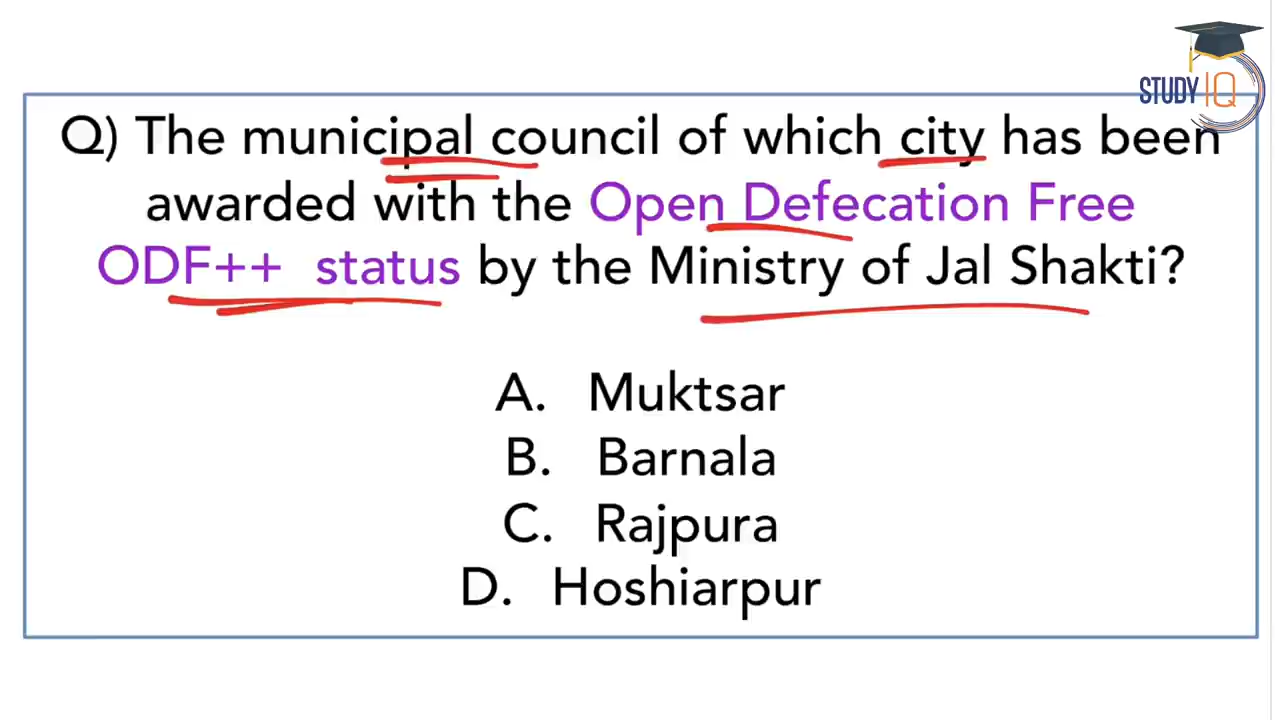 STUDY IQ
Q) The municipal council of which city has been
awarded with the Open Defecation Free
ODF++ status by the Ministry of Jal Shakti?
A. Muktsar
B. Barnala
C. Rajpura
D. Hoshiarpur